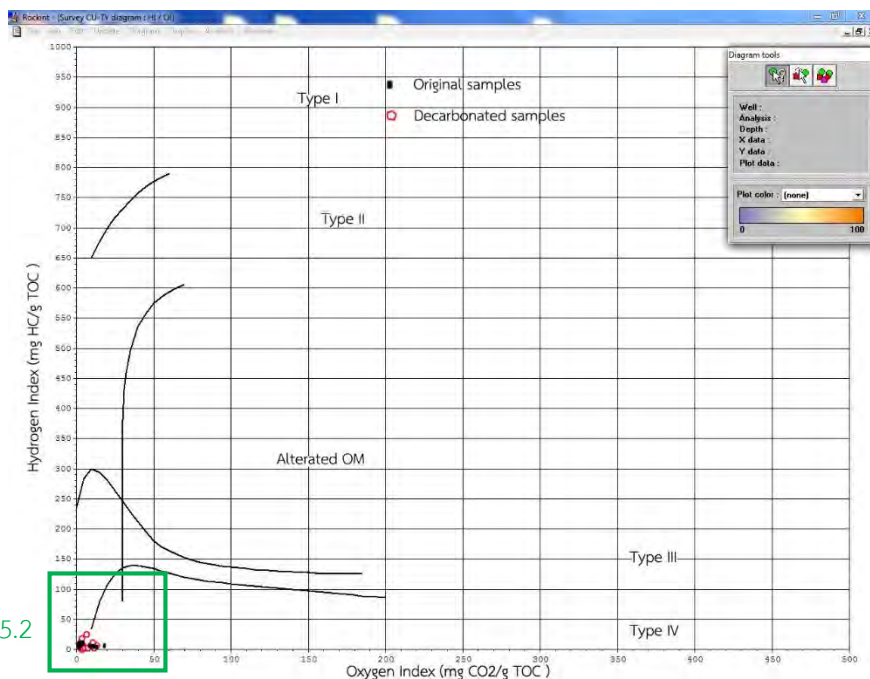 Rockint - [Survey CU-Tv diagram : HI / OI]
Diagram tools
Well :
Analysis :
Depth :
X data :
Y data :
Plot data :
Plot color : (none)
0 100
Original samples
Decarbonated samples
Type I
Type II
Alterated OM
Type III
Type IV
Hydrogen Index (mg HC/g TOC )
1000
950
900
850
800
750
700
650
600
550
500
450
400
350
300
250
200
150
100
50
0
5.2
0 50 100 150 200 250 300 350 400 450 500
Oxygen Index (mg CO2/g TOC )